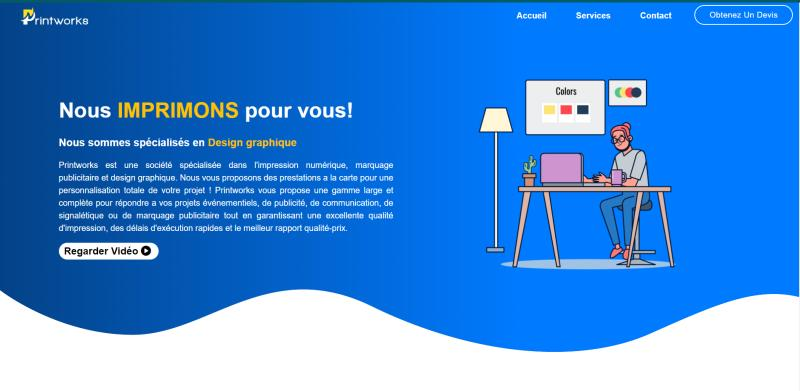 Printworks
Accueil
Services
Contact
Obtenez Un Devis
Colors
Nous IMPRIMONS pour vous!
Nous sommes spécialisés en Design graphique
Printworks est une société spécialisée dans l'impression numérique, marquage
publicitaire et design graphique. Nous vous proposons des prestations a la carte pour une
personnalisation totale de votre projet ! Printworks vous propose une gamme large et
complète pour répondre a vos projets événementiels, de publicité, de communication, de
signalétique ou de marquage publicitaire tout en garantissant une excellente qualité
d'impression, des délais d'exécution rapides et le meilleur rapport qualité-prix.
Regarder Vidéo